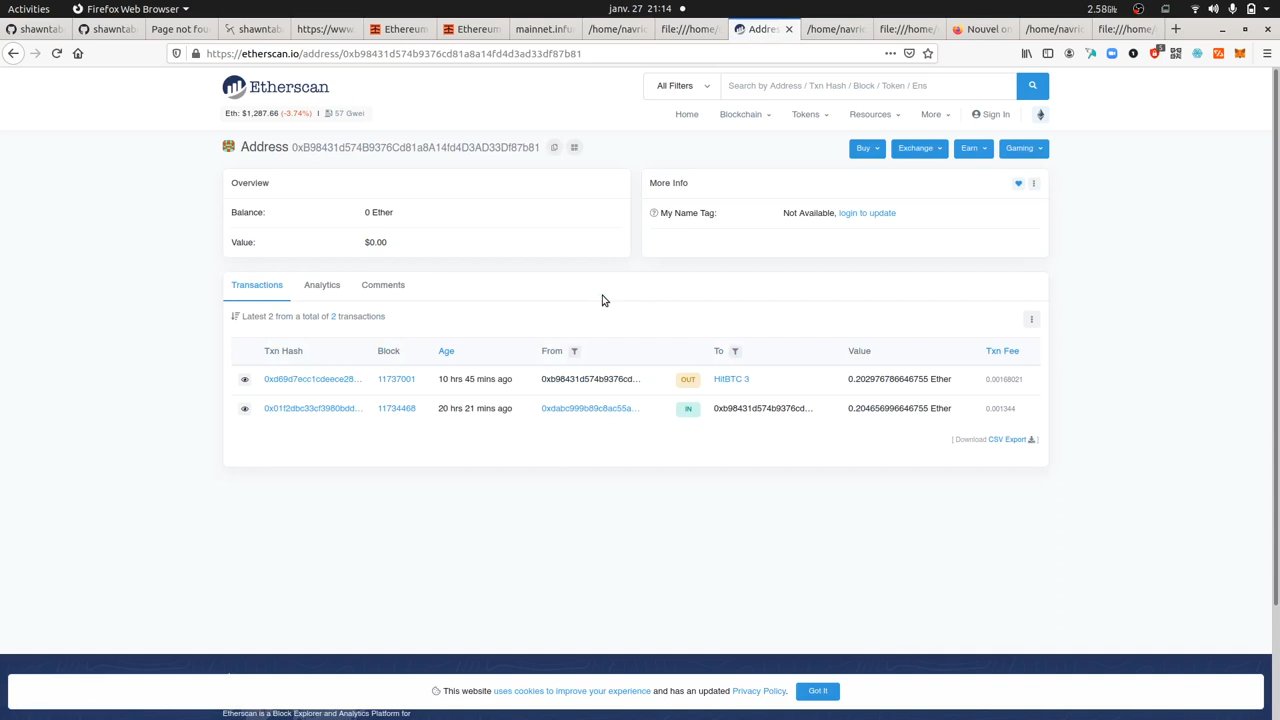 Activities
Firefox Web Browser
janv. 27 21:14
2.58GiB
shawntabl
shawntabl
Page not fou
shawntab
https://www
Ethereum
Ethereum
mainnet.infu
/home/navric
file:///home/
Addres
/home/navric
file:///home/
Nouvel on
/home/navric
file:///home/
https://etherscan.io/address/0xb98431d574b9376cd81a8a14fd4d3ad33df87b81
Etherscan
All Filters
Search by Address / Txn Hash / Block / Token / Ens
Eth: $1,287.66 (-3.74%) | 57 Gwei
Home
Blockchain
Tokens
Resources
More
Sign In
Address 0xB98431d574B9376Cd81a8A14fd4D3AD33Df87b81
Buy
Exchange
Earn
Gaming
Overview
Balance: 0 Ether
Value: $0.00
More Info
My Name Tag: Not Available, login to update
Transactions
Analytics
Comments
Latest 2 from a total of 2 transactions
Txn Hash Block Age From To Value Txn Fee
0xd69d7ecc1cdeece28... 11737001 10 hrs 45 mins ago 0xb98431d574b9376cd... OUT HitBTC 3 0.202976786646755 Ether 0.00168021
0x01f2dbc33cf3980bdd... 11734468 20 hrs 21 mins ago 0xdabc999b89c8ac55a... IN 0xb98431d574b9376cd... 0.204656996646755 Ether 0.001344
[ Download CSV Export ]
This website uses cookies to improve your experience and has an updated Privacy Policy.
Got It
Etherscan is a Block Explorer and Analytics Platform for